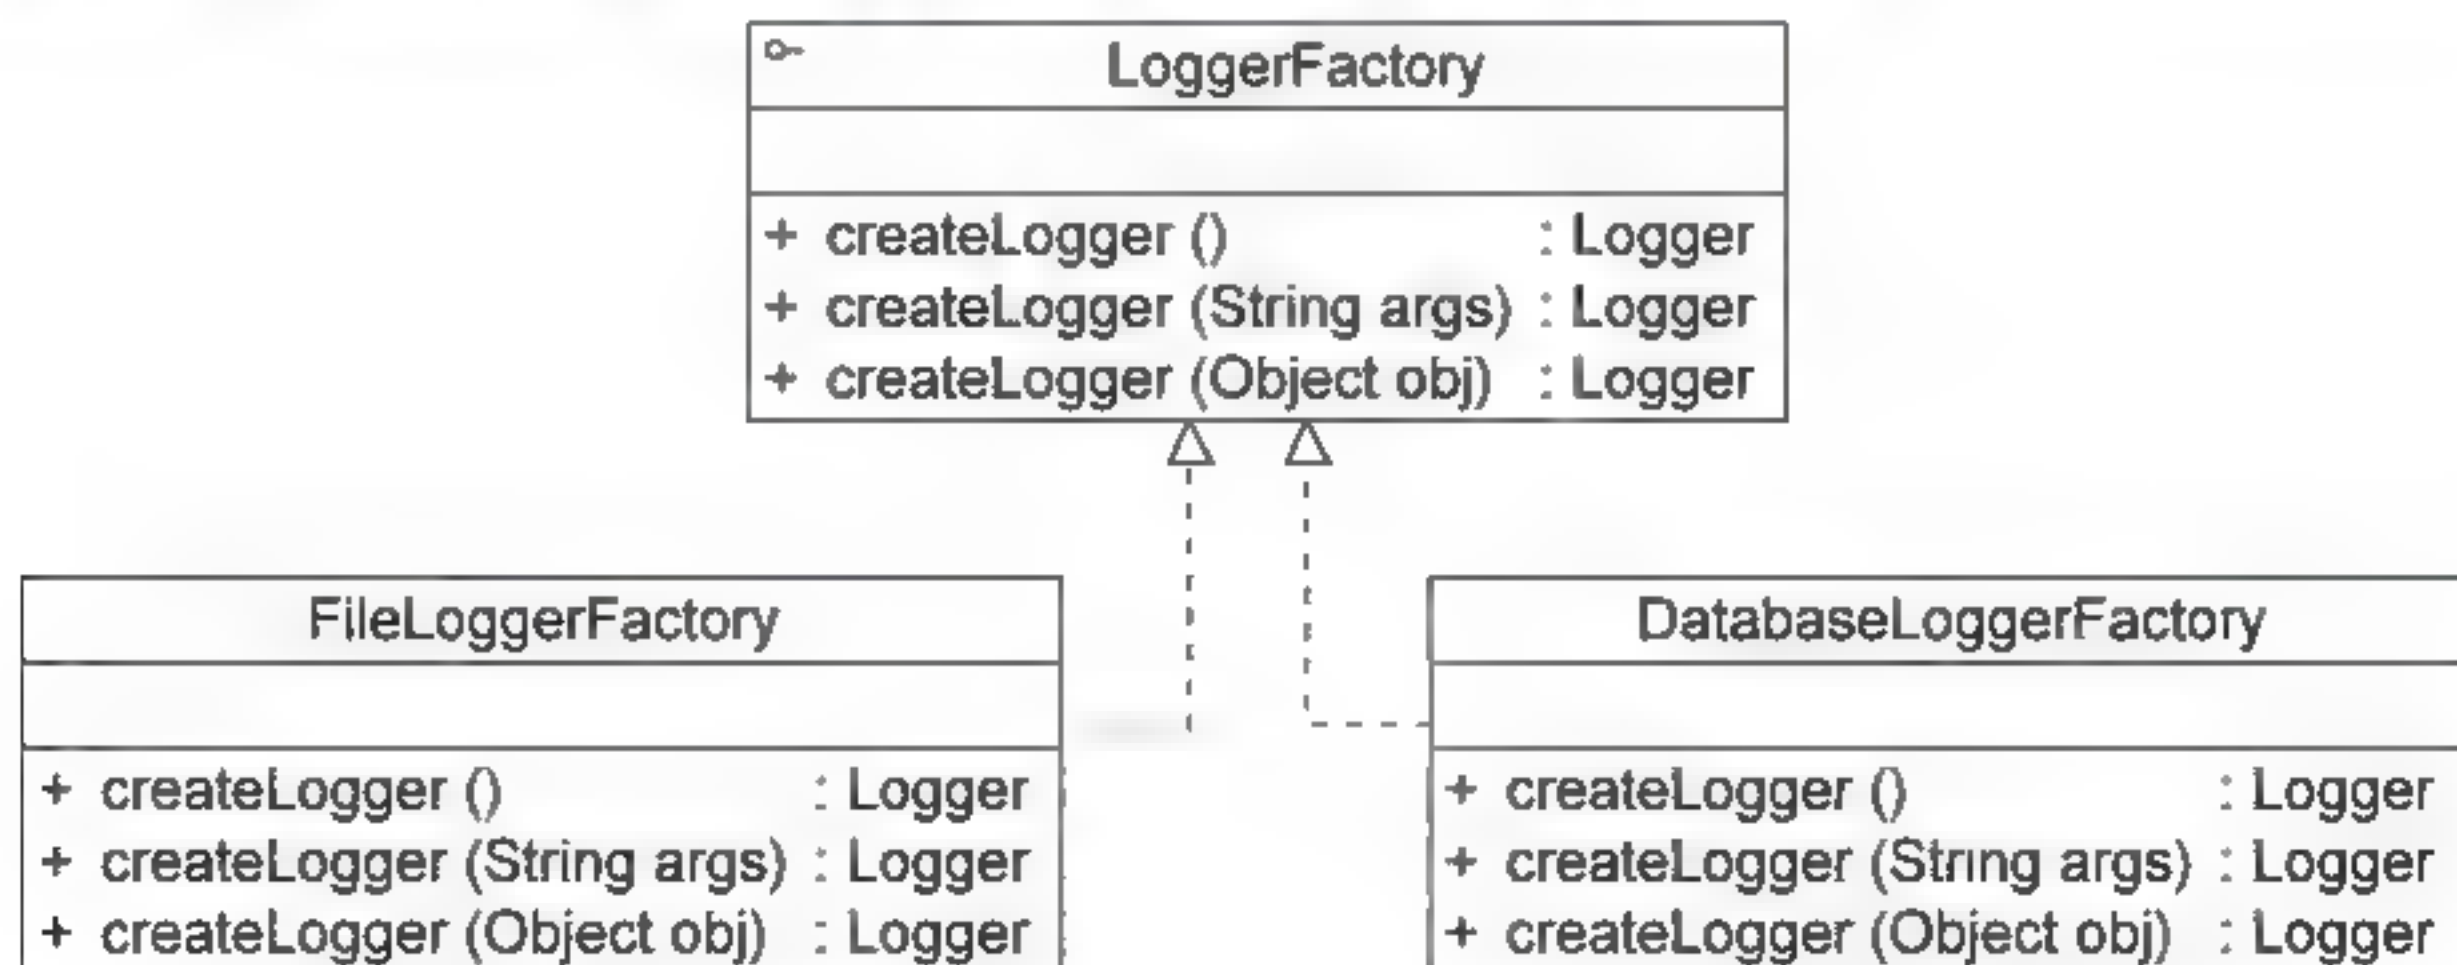 LoggerFactory
+ createLogger () : Logger
+ createLogger (String args) : Logger
+ createLogger (Object obj) : Logger
FileLoggerFactory
+ createLogger () : Logger
+ createLogger (String args) : Logger
+ createLogger (Object obj) : Logger
DatabaseLoggerFactory
+ createLogger () : Logger
+ createLogger (String args) : Logger
+ createLogger (Object obj) : Logger